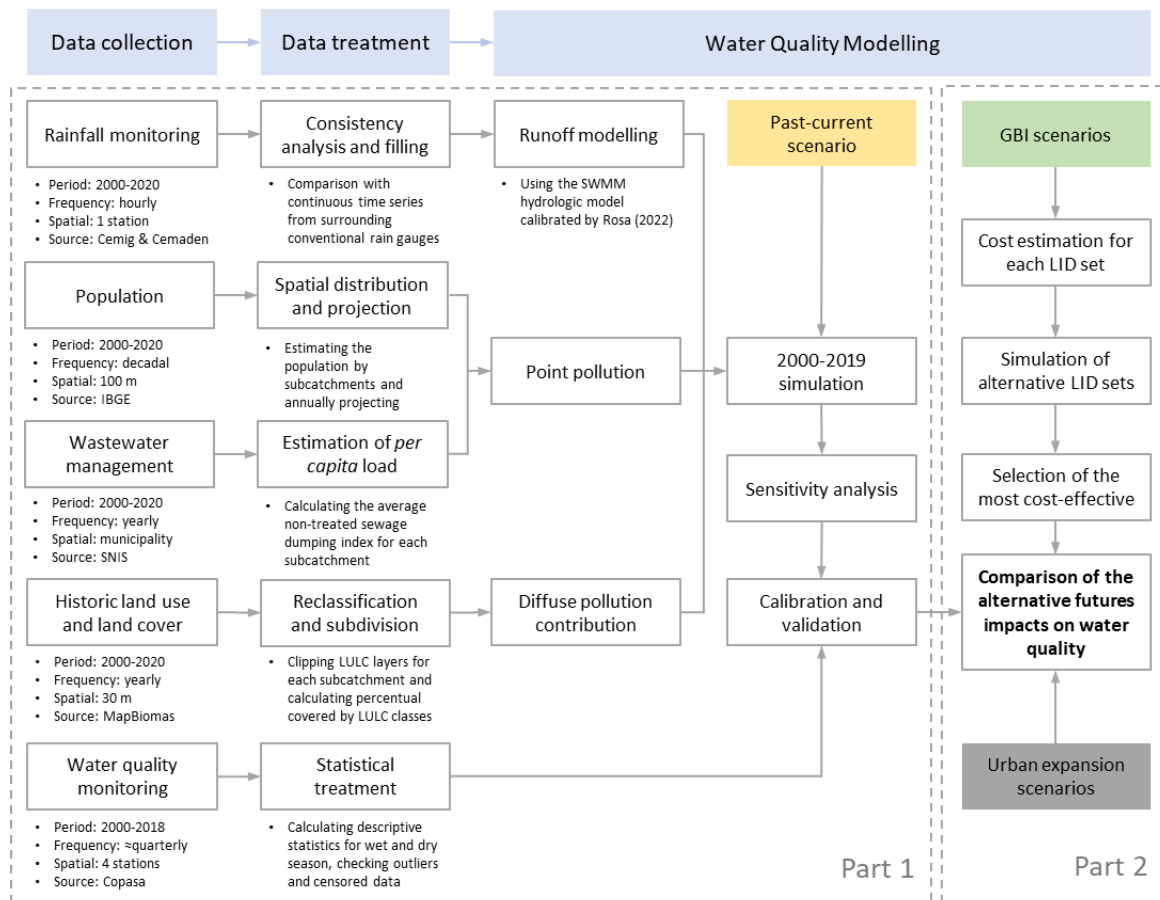 Data collection
Data treatment
Water Quality Modelling
Rainfall monitoring
• Period: 2000-2020
• Frequency: hourly
• Spatial: 1 station
• Source: Cemig & Cemaden
Consistency
analysis and filling
• Comparison with
continuous time series
from surrounding
conventional rain gauges
Runoff modelling
• Using the SWMM
hydrologic model
calibrated by Rosa (2022)
Past-current
scenario
GBI scenarios
Cost estimation for
each LID set
Population
• Period: 2000-2020
• Frequency: decadal
• Spatial: 100 m
• Source: IBGE
Spatial distribution
and projection
• Estimating the
population by
subcatchments and
annually projecting
Point pollution
2000-2019
simulation
Simulation of
alternative LID sets
Wastewater
management
• Period: 2000-2020
• Frequency: yearly
• Spatial: municipality
• Source: SNIS
Estimation of per
capita load
• Calculating the average
non-treated sewage
dumping index for each
subcatchment
Sensitivity analysis
Selection of the
most cost-effective
Historic land use
and land cover
• Period: 2000-2020
• Frequency: yearly
• Spatial: 30 m
• Source: MapBiomas
Reclassification
and subdivision
• Clipping LULC layers for
each subcatchment and
calculating percentual
covered by LULC classes
Diffuse pollution
contribution
Calibration and
validation
Comparison of the
alternative futures
impacts on water
quality
Water quality
monitoring
• Period: 2000-2018
• Frequency: ≈quarterly
• Spatial: 4 stations
• Source: Copasa
Statistical
treatment
• Calculating descriptive
statistics for wet and dry
season, checking outliers
and censored data
Urban expansion
scenarios
Part 1
Part 2